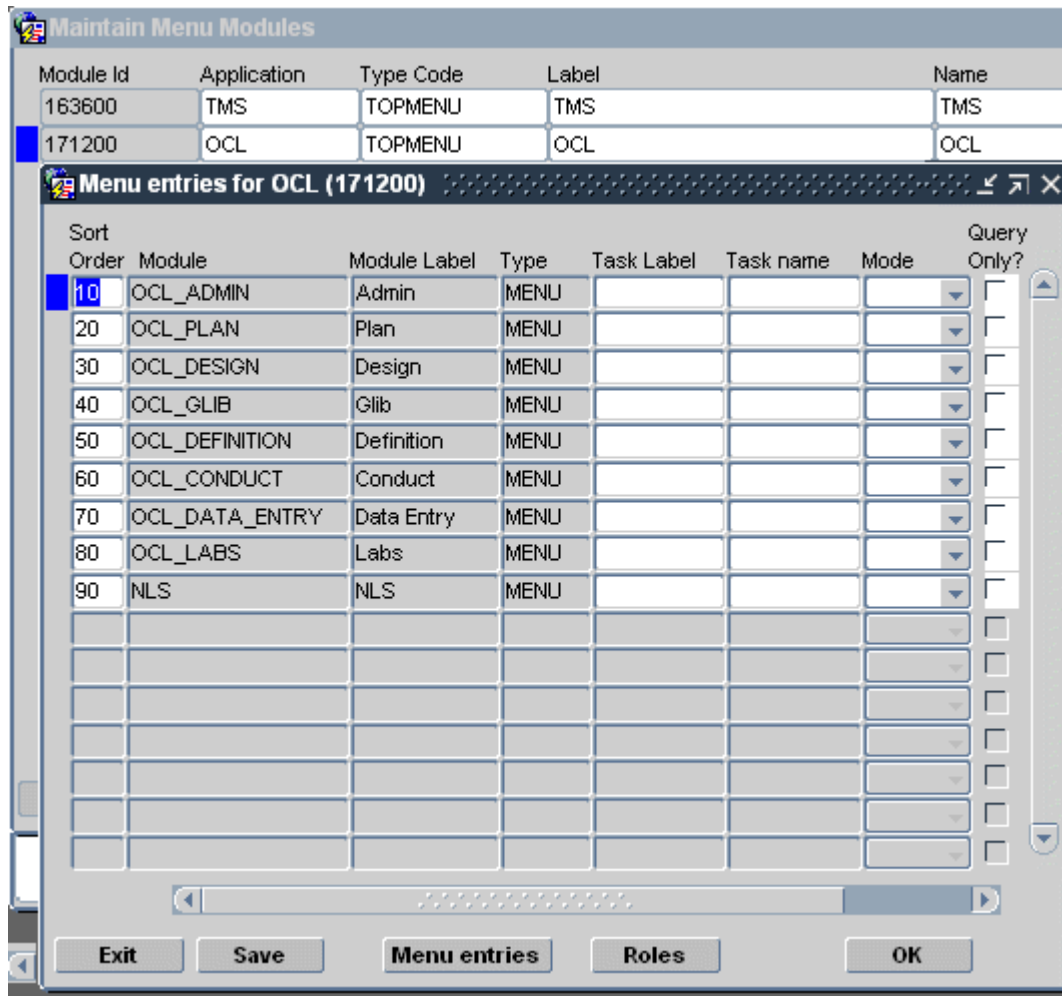 Maintain Menu Modules
Module Id Application Type Code Label Name
163600 TMS TOPMENU TMS TMS
171200 OCL TOPMENU OCL OCL
Menu entries for OCL (171200)
Sort Query
Order Module Module Label Type Task Label Task name Mode Only?
10 OCL_ADMIN Admin MENU
20 OCL_PLAN Plan MENU
30 OCL_DESIGN Design MENU
40 OCL_GLIB Glib MENU
50 OCL_DEFINITION Definition MENU
60 OCL_CONDUCT Conduct MENU
70 OCL_DATA_ENTRY Data Entry MENU
80 OCL_LABS Labs MENU
90 NLS NLS MENU
Exit Save Menu entries Roles OK